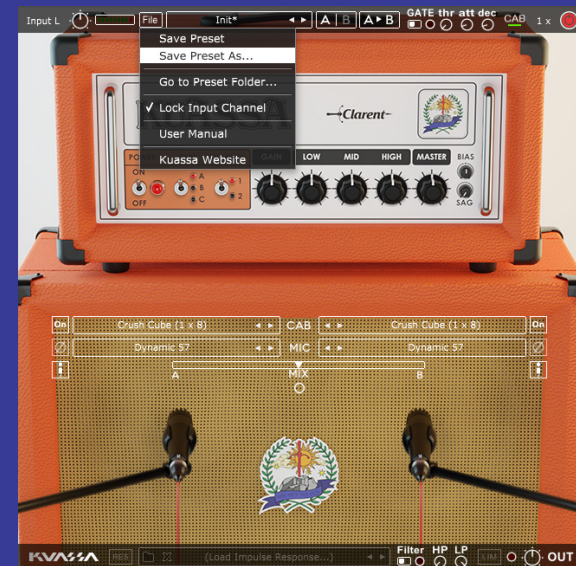 Input L File Init* A | B A ▸ B GATE thr att dec CAB 1 x
Save Preset
Save Preset As...
Go to Preset Folder...
✓ Lock Input Channel
User Manual
Kuassa Website
KUASSA
Clarent
GAIN LOW MID HIGH MASTER BIAS
ON A 1
B
OFF C 2 SAG
On Crush Cube (1 x 8) CAB Crush Cube (1 x 8) On
Ø Dynamic 57 MIC Dynamic 57 Ø
A MIX B
KUASSA RES (Load Impulse Response...) Filter HP LP LIM OUT